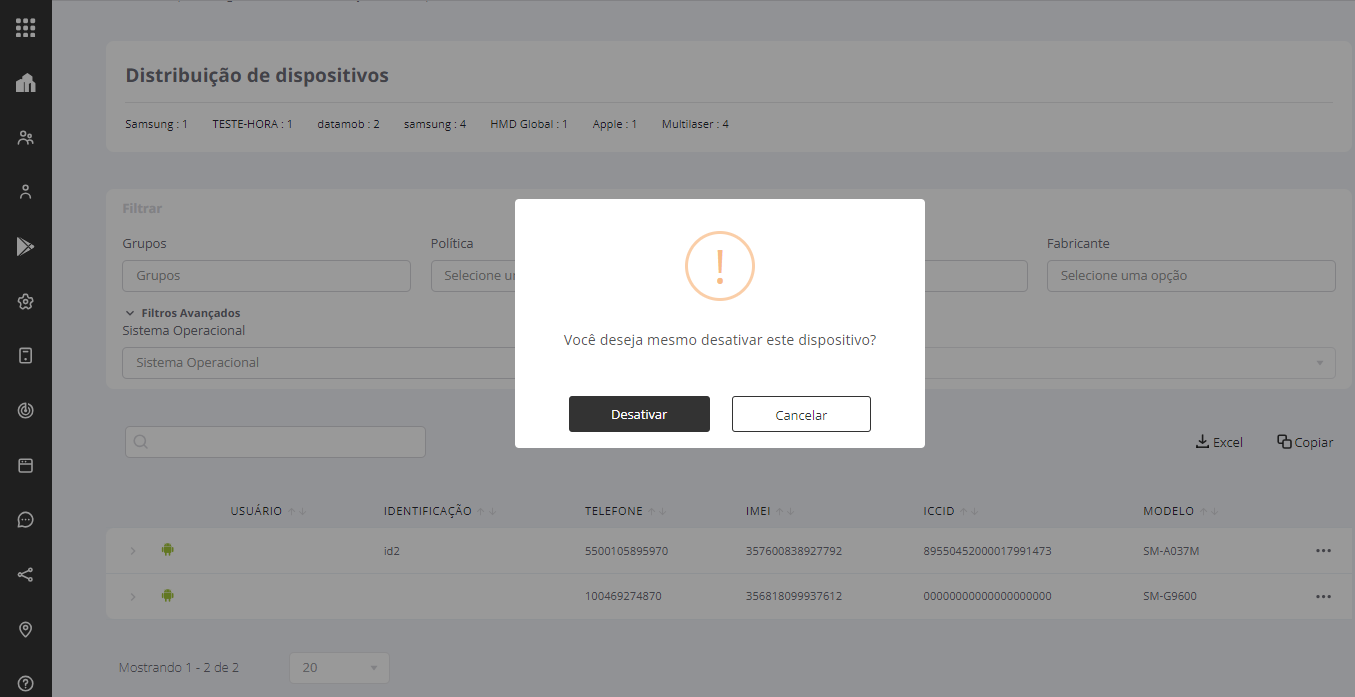 Distribuição de dispositivos
Samsung : 1 TESTE-HORA : 1 datamob : 2 samsung : 4 HMD Global : 1 Apple : 1 Multilaser : 4
Filtrar
Grupos Política Fabricante
Grupos Selecione u Selecione uma opção
Filtros Avançados
Sistema Operacional
Sistema Operacional
!
Você deseja mesmo desativar este dispositivo?
Desativar Cancelar
Excel Copiar
USUÁRIO IDENTIFICAÇÃO TELEFONE IMEI ICCID MODELO
id2 5500105895970 357600838927792 89550452000017991473 SM-A037M
100469274870 356818099937612 00000000000000000000 SM-G9600
Mostrando 1 - 2 de 2 20